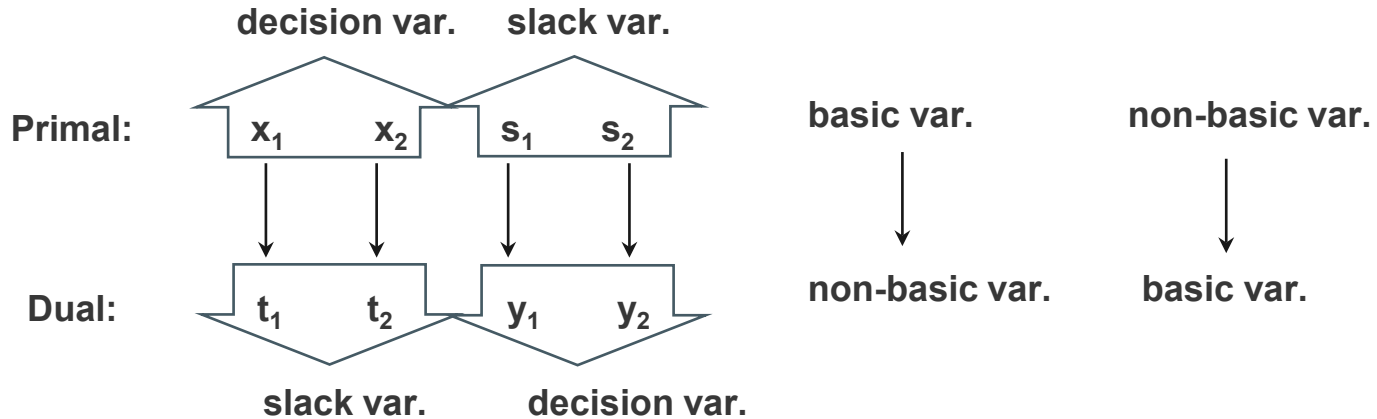 decision var. slack var.
Primal: x₁ x₂ s₁ s₂ basic var. non-basic var.
Dual: t₁ t₂ y₁ y₂ non-basic var. basic var.
slack var. decision var.